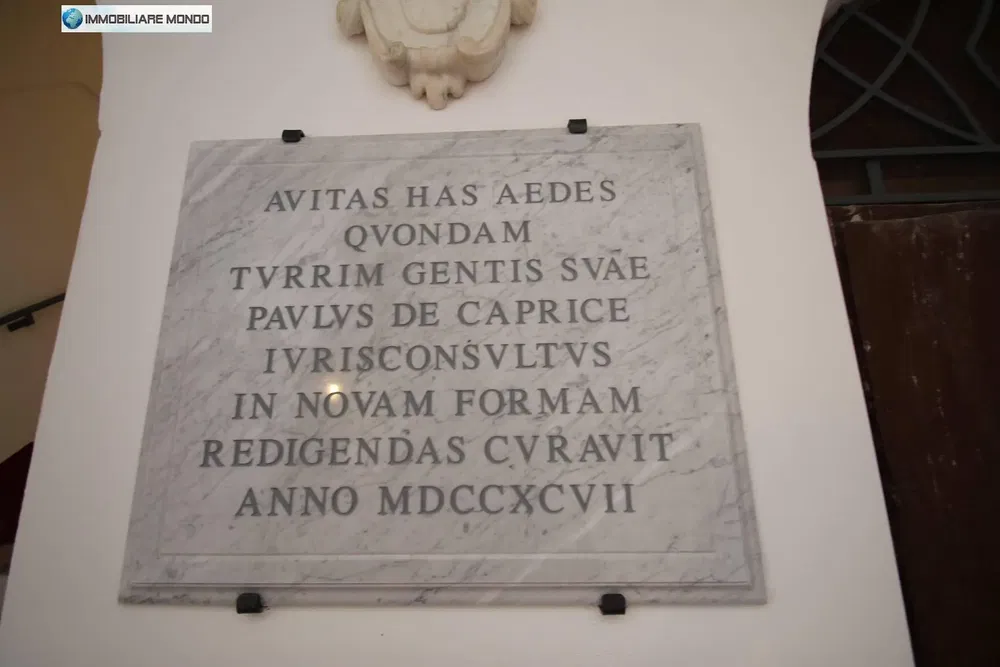 IMMOBILIARE MONDO
AVITAS HAS AEDES
QVONDAM
TVRRIM GENTIS SVAE
PAVLVS DE CAPRICE
IVRISCONSVLTVS
IN NOVAM FORMAM
REDIGENDAS CVRAVIT
ANNO MDCCXCVII